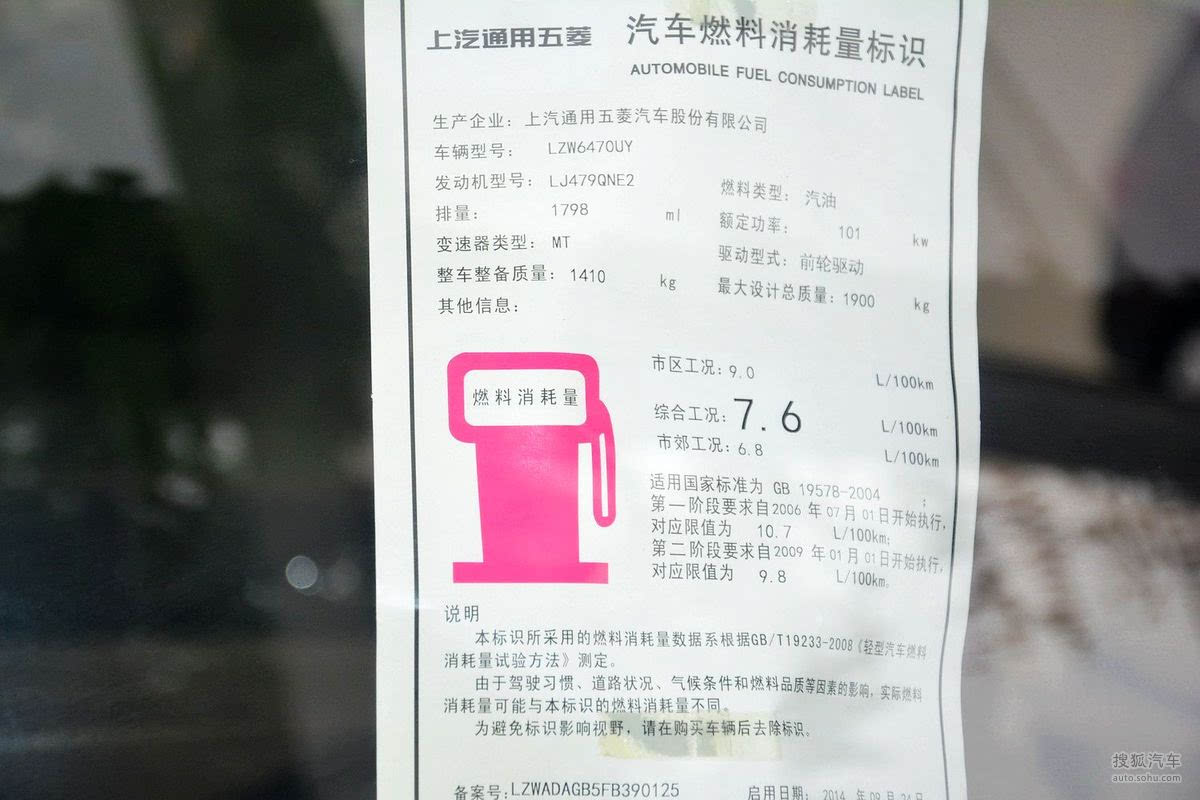 上汽通用五菱 汽车燃料消耗量标识
AUTOMOBILE FUEL CONSUMPTION LABEL
生产企业: 上汽通用五菱汽车股份有限公司
车辆型号: LZW6470UY
发动机型号: LJ479QNE2 燃料类型: 汽油
排量: 1798 ml 额定功率: 101 kw
变速器类型: MT 驱动型式: 前轮驱动
整车整备质量: 1410 kg 最大设计总质量: 1900 kg
其他信息:
燃料消耗量
市区工况: 9.0 L/100km
综合工况: 7.6 L/100km
市郊工况: 6.8 L/100km
适用国家标准为 GB 19578-2004 ;
第一阶段要求自2006 年 07月 01日开始执行,
对应限值为 10.7 L/100km;
第二阶段要求自2009 年 01月 01日开始执行,
对应限值为 9.8 L/100km。
说明
本标识所采用的燃料消耗量数据系根据GB/T19233-2008《轻型汽车燃料
消耗量试验方法》测定。
由于驾驶习惯、道路状况、气候条件和燃料品质等因素的影响,实际燃料
消耗量可能与本标识的燃料消耗量不同。
为避免标识影响视野,请在购买车辆后去除标识。
备案号:LZWADAGB5FB390125 启用日期: 2014 年 09月 24日
搜狐汽车
auto.sohu.com